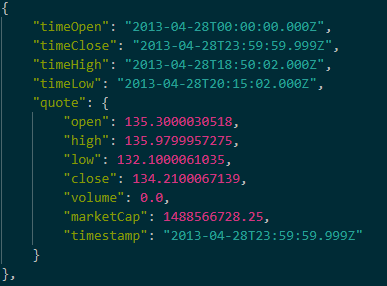 {
"timeOpen": "2013-04-28T00:00:00.000Z",
"timeClose": "2013-04-28T23:59:59.999Z",
"timeHigh": "2013-04-28T18:50:02.000Z",
"timeLow": "2013-04-28T20:15:02.000Z",
"quote": {
"open": 135.3000030518,
"high": 135.9799957275,
"low": 132.1000061035,
"close": 134.2100067139,
"volume": 0.0,
"marketCap": 1488566728.25,
"timestamp": "2013-04-28T23:59:59.999Z"
}
},